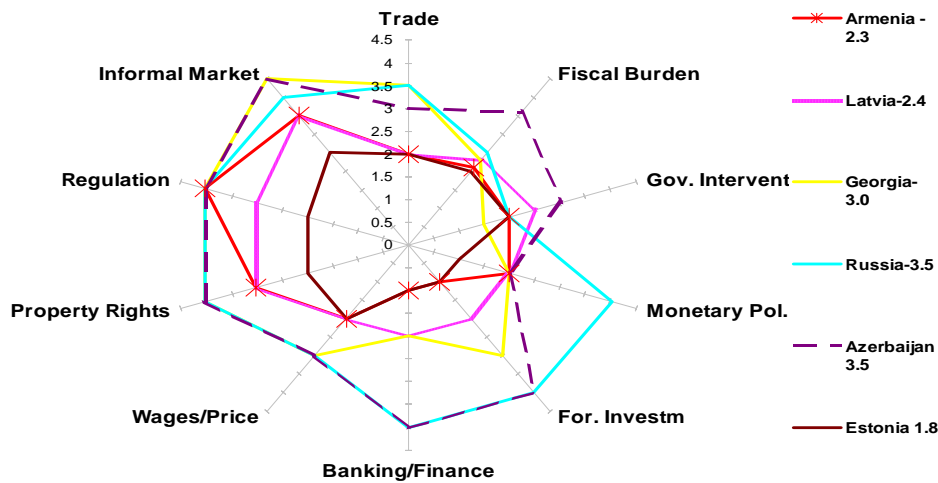 Trade
4.5
4
3.5
3
2.5
2
1.5
1
0.5
0
Fiscal Burden
Gov. Intervent
Monetary Pol.
For. Investm
Banking/Finance
Wages/Price
Property Rights
Regulation
Informal Market
Armenia -
2.3
Latvia-2.4
Georgia-
3.0
Russia-3.5
Azerbaijan
3.5
Estonia 1.8